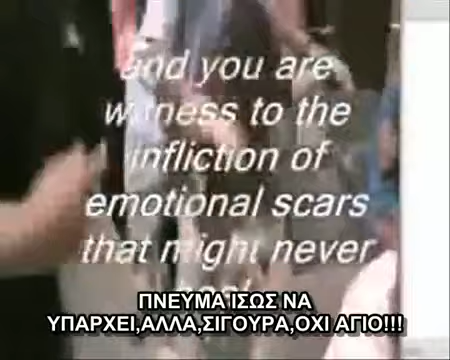 and you are
witness to the
infliction of
emotional scars
that might never
ΠΝΕΥΜΑ ΙΣΩΣ ΝΑ
ΥΠΑΡΧΕΙ,ΑΛΛΑ,ΣΙΓΟΥΡΑ,ΟΧΙ ΑΓΙΟ!!!